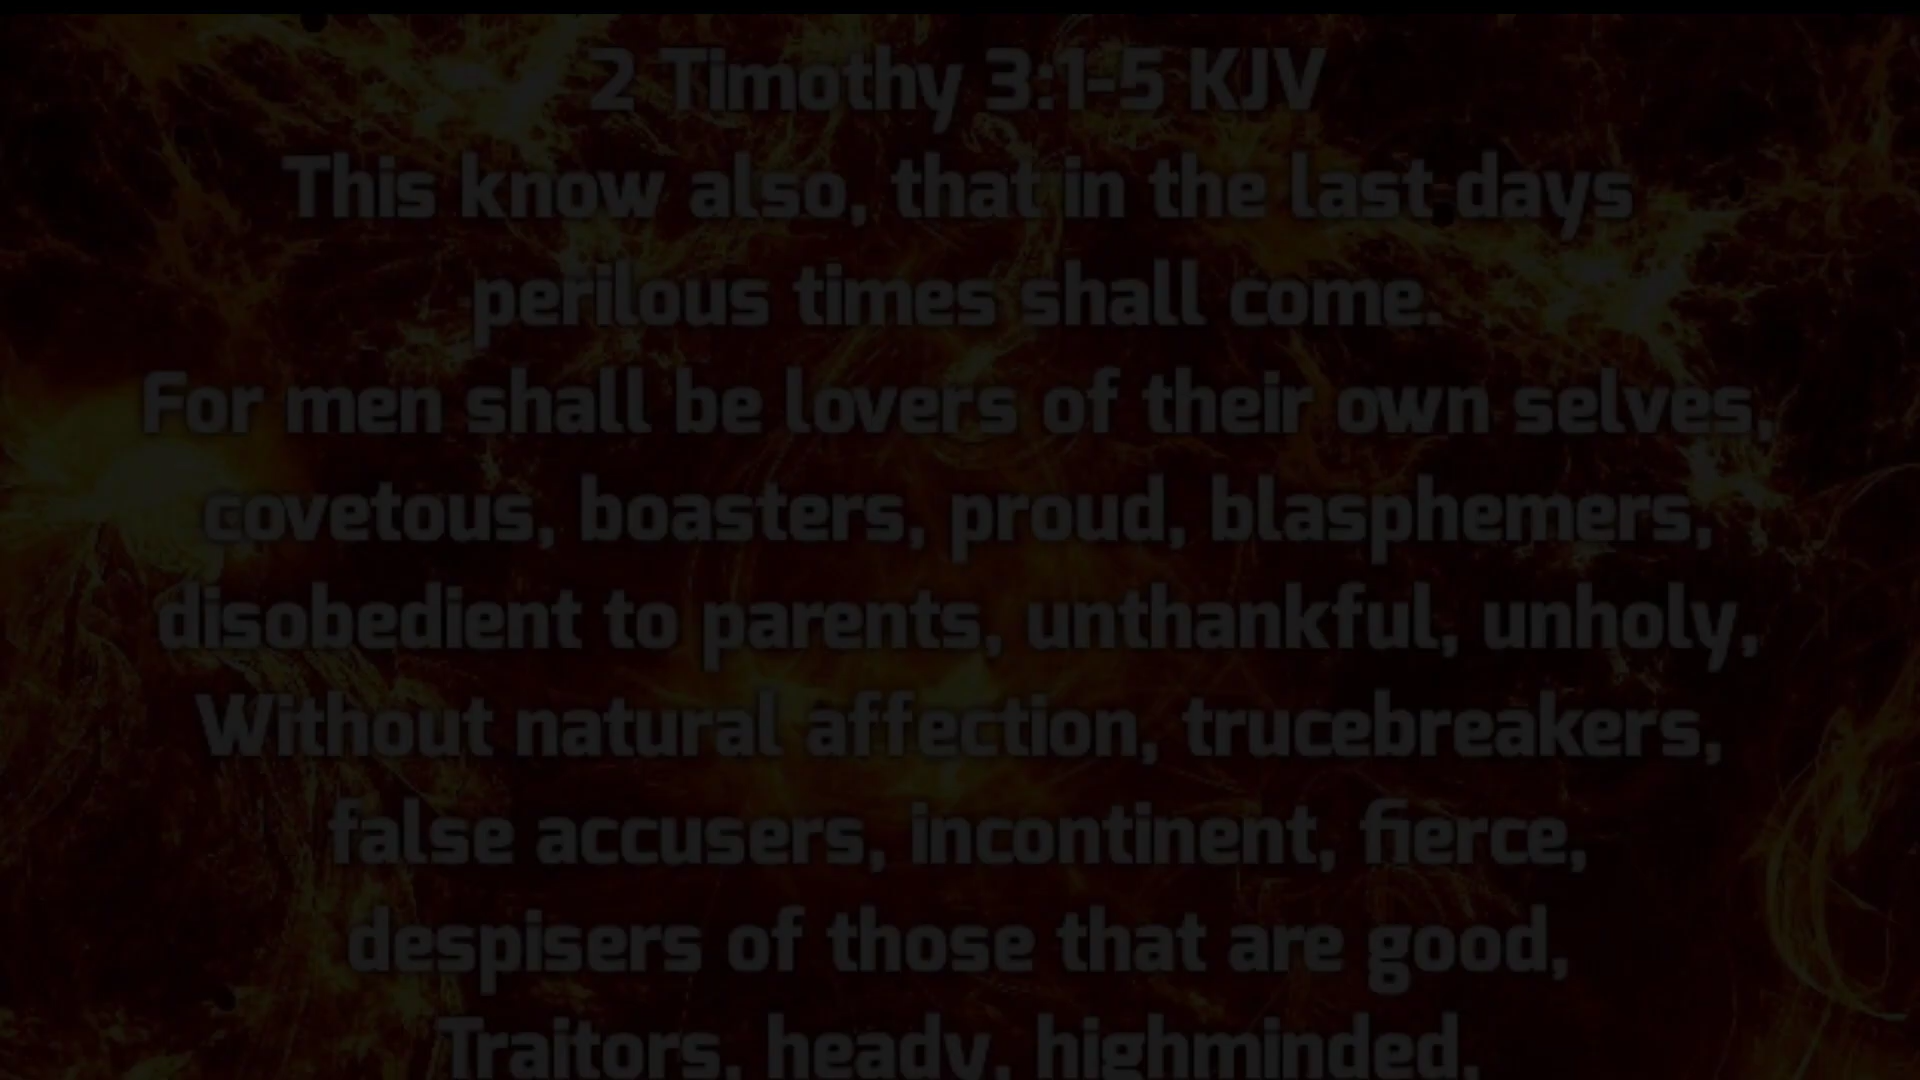 2 Timothy 3:1-5 KJV
This know also, that in the last days
perilous times shall come.
For men shall be lovers of their own selves,
covetous, boasters, proud, blasphemers,
disobedient to parents, unthankful, unholy,
Without natural affection, trucebreakers,
false accusers, incontinent, fierce,
despisers of those that are good,
Traitors, heady, highminded,